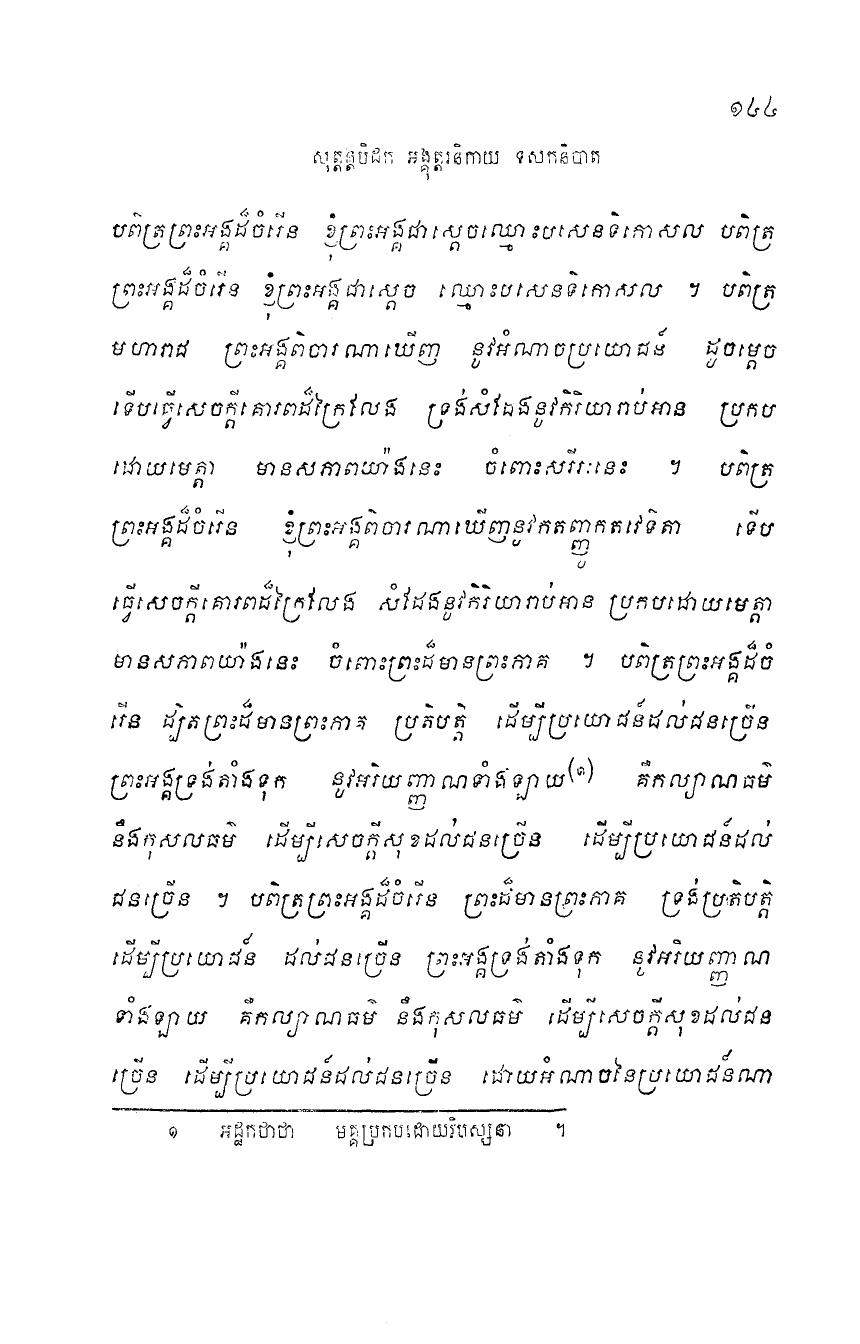 ១៤៤
សុត្តន្តបិដក អង្គុត្តរនិកាយ ទសកនិបាត
បពិត្រព្រះអង្គដ៏ចំរើន ខ្ញុំព្រះអង្គជាស្តេចឈ្មោះបសេនទិកោសល បពិត្រ
ព្រះអង្គដ៏ចំរើន ខ្ញុំព្រះអង្គជាស្តេច ឈ្មោះបសេនទិកោសល ។ បពិត្រ
មហារាជ ព្រះអង្គពិចារណាឃើញ នូវអំណាចប្រយោជន៍ ដូចម្តេច
ទើបធ្វើសេចក្តីគោរពដ៏ក្រៃលែង ទ្រង់សំដែងនូវកិរិយារាប់អាន ប្រកប
ដោយមេត្តា មានសភាពយ៉ាងនេះ ចំពោះសរីរៈនេះ ។ បពិត្រ
ព្រះអង្គដ៏ចំរើន ខ្ញុំព្រះអង្គពិចារណាឃើញនូវកតញ្ញូកតវេទិតា ទើប
ធ្វើសេចក្តីគោរពដ៏ក្រៃលែង សំដែងនូវកិរិយារាប់អាន ប្រកបដោយមេត្តា
មានសភាពយ៉ាងនេះ ចំពោះព្រះដ៏មានព្រះភាគ ។ បពិត្រព្រះអង្គដ៏ចំ
រើន ដ្បិតព្រះដ៏មានព្រះភាគ ប្រតិបត្តិ ដើម្បីប្រយោជន៍ដល់ជនច្រើន
ព្រះអង្គទ្រង់តាំងទុក នូវអរិយញ្ញាណទាំងឡាយ(១) គឺកល្យាណធម៌
នឹងកុសលធម៌ ដើម្បីសេចក្តីសុខដល់ជនច្រើន ដើម្បីប្រយោជន៍ដល់
ជនច្រើន ។ បពិត្រព្រះអង្គដ៏ចំរើន ព្រះដ៏មានព្រះភាគ ទ្រង់ប្រតិបត្តិ
ដើម្បីប្រយោជន៍ ដល់ជនច្រើន ព្រះអង្គទ្រង់តាំងទុក នូវអរិយញ្ញាណ
ទាំងឡាយ គឺកល្យាណធម៌ នឹងកុសលធម៌ ដើម្បីសេចក្តីសុខដល់ជន
ច្រើន ដើម្បីប្រយោជន៍ដល់ជនច្រើន ដោយអំណាចនៃប្រយោជន៍ណា
១ អដ្ឋកថាថា មគ្គប្រកបដោយវិបស្សនា ។